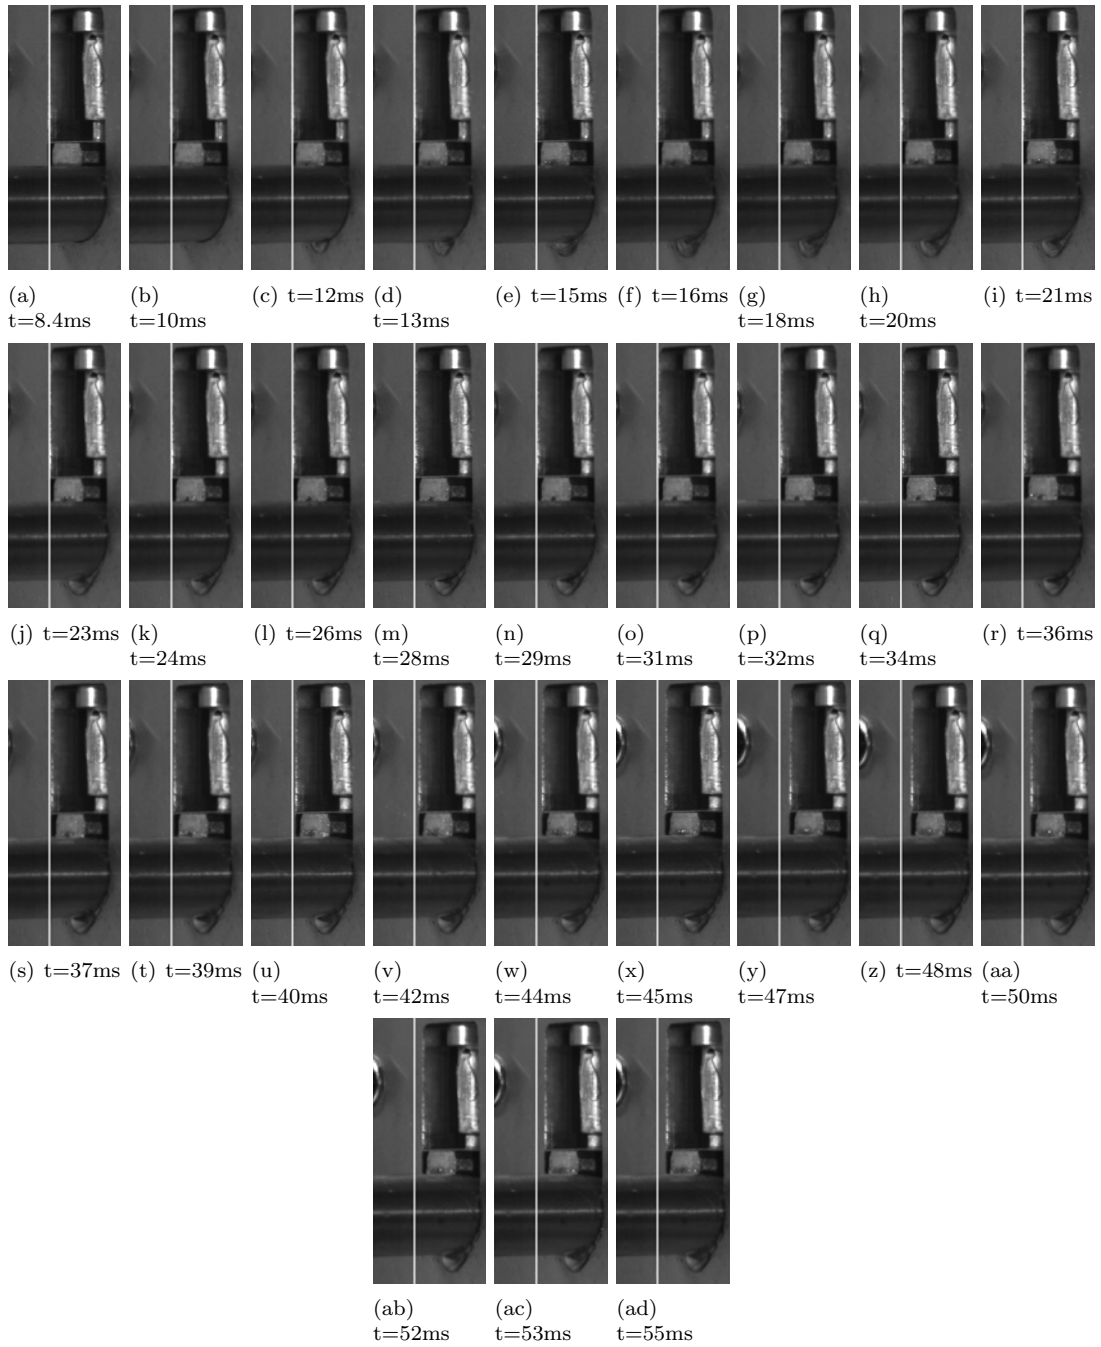 (a)
t=8.4ms
(b)
t=10ms
(c) t=12ms
(d)
t=13ms
(e) t=15ms
(f) t=16ms
(g)
t=18ms
(h)
t=20ms
(i) t=21ms
(j) t=23ms
(k)
t=24ms
(l) t=26ms
(m)
t=28ms
(n)
t=29ms
(o)
t=31ms
(p)
t=32ms
(q)
t=34ms
(r) t=36ms
(s) t=37ms
(t) t=39ms
(u)
t=40ms
(v)
t=42ms
(w)
t=44ms
(x)
t=45ms
(y)
t=47ms
(z) t=48ms
(aa)
t=50ms
(ab)
t=52ms
(ac)
t=53ms
(ad)
t=55ms